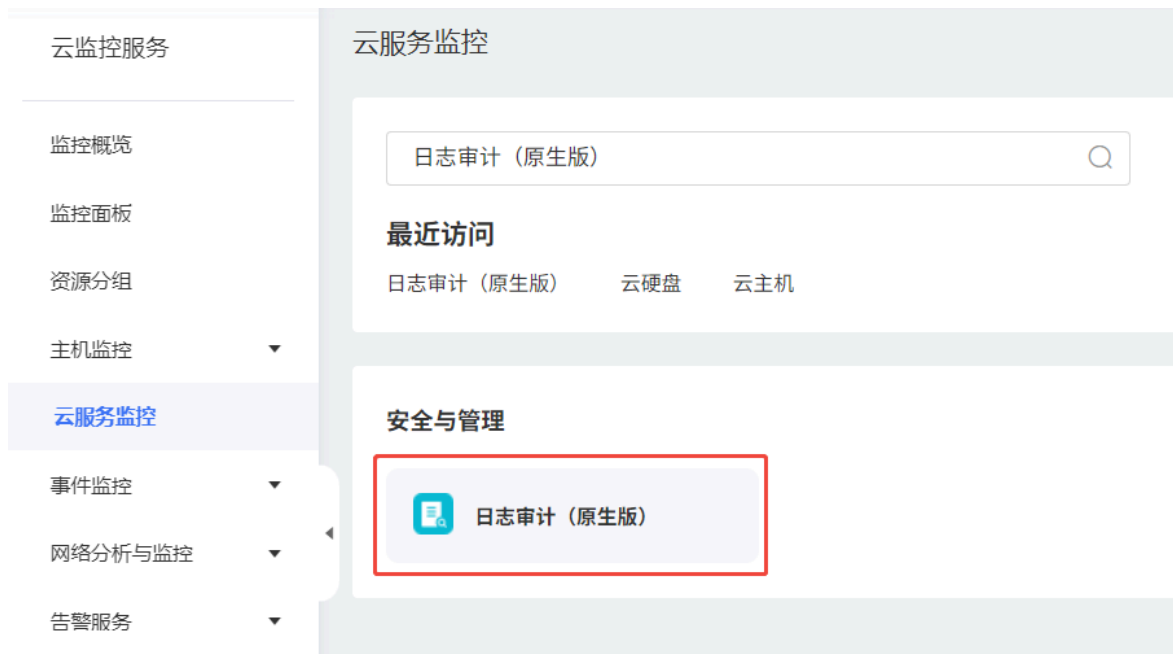 云监控服务
监控概览
监控面板
资源分组
主机监控
云服务监控
事件监控
网络分析与监控
告警服务
云服务监控
日志审计（原生版）
最近访问
日志审计（原生版） 云硬盘 云主机
安全与管理
日志审计（原生版）